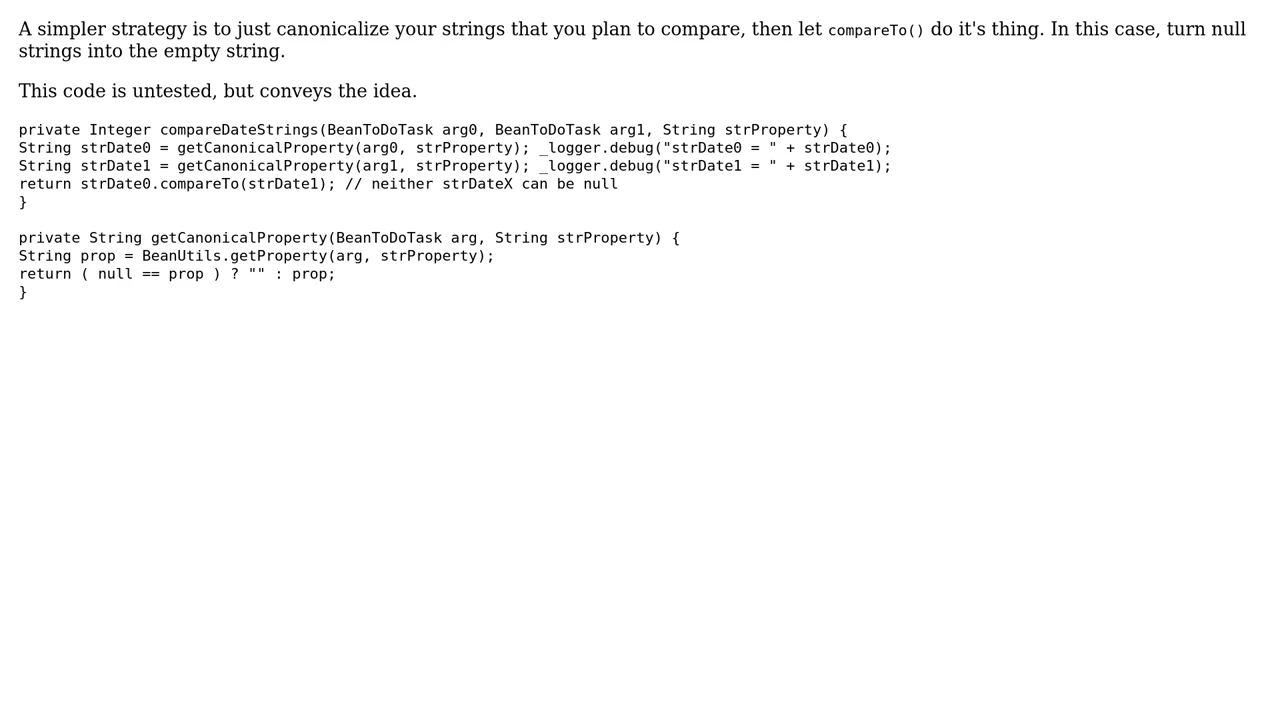 A simpler strategy is to just canonicalize your strings that you plan to compare, then let compareTo() do it's thing. In this case, turn null
strings into the empty string.
This code is untested, but conveys the idea.
private Integer compareDateStrings(BeanToDoTask arg0, BeanToDoTask arg1, String strProperty) {
String strDate0 = getCanonicalProperty(arg0, strProperty); _logger.debug("strDate0 = " + strDate0);
String strDate1 = getCanonicalProperty(arg1, strProperty); _logger.debug("strDate1 = " + strDate1);
return strDate0.compareTo(strDate1); // neither strDateX can be null
}
private String getCanonicalProperty(BeanToDoTask arg, String strProperty) {
String prop = BeanUtils.getProperty(arg, strProperty);
return ( null == prop ) ? "" : prop;
}